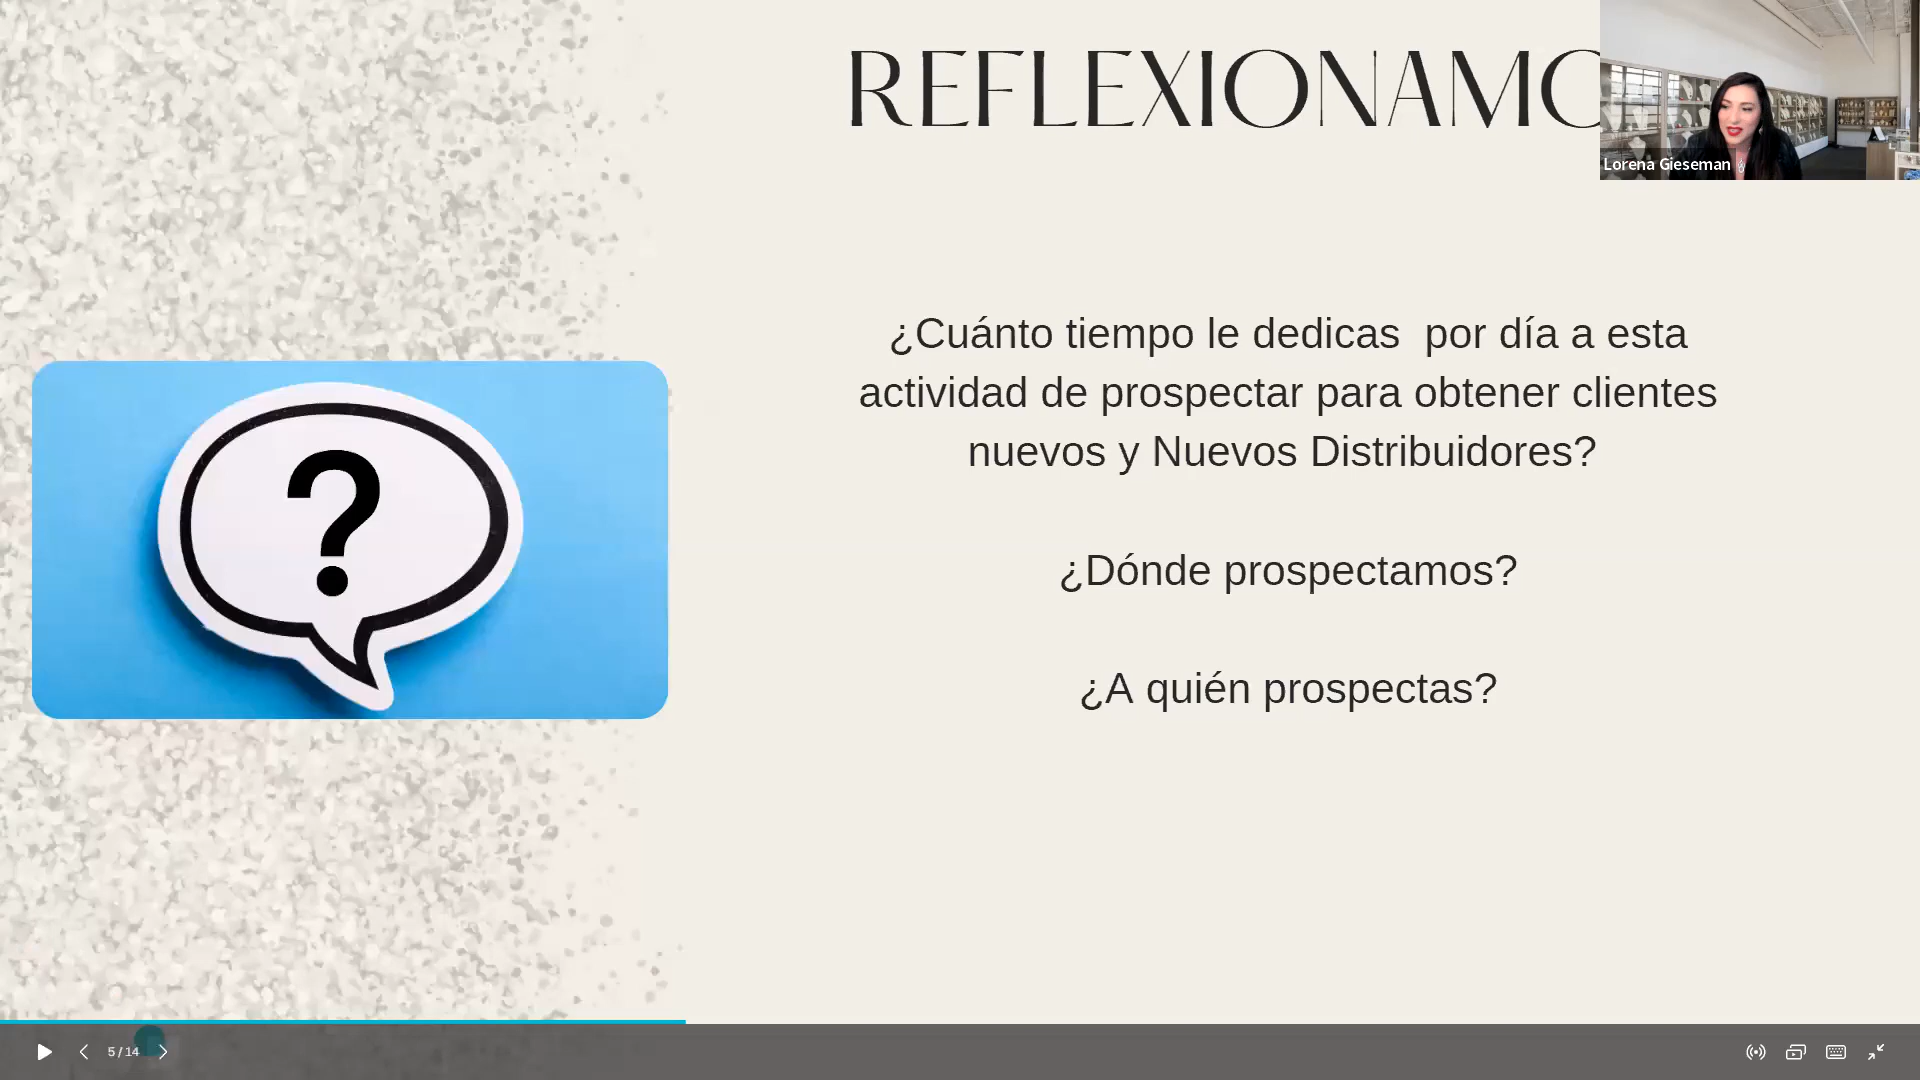 REFLEXIONAMO
Lorena Gieseman
¿Cuánto tiempo le dedicas por día a esta
actividad de prospectar para obtener clientes
nuevos y Nuevos Distribuidores?
¿Dónde prospectamos?
¿A quién prospectas?
?
5 / 14